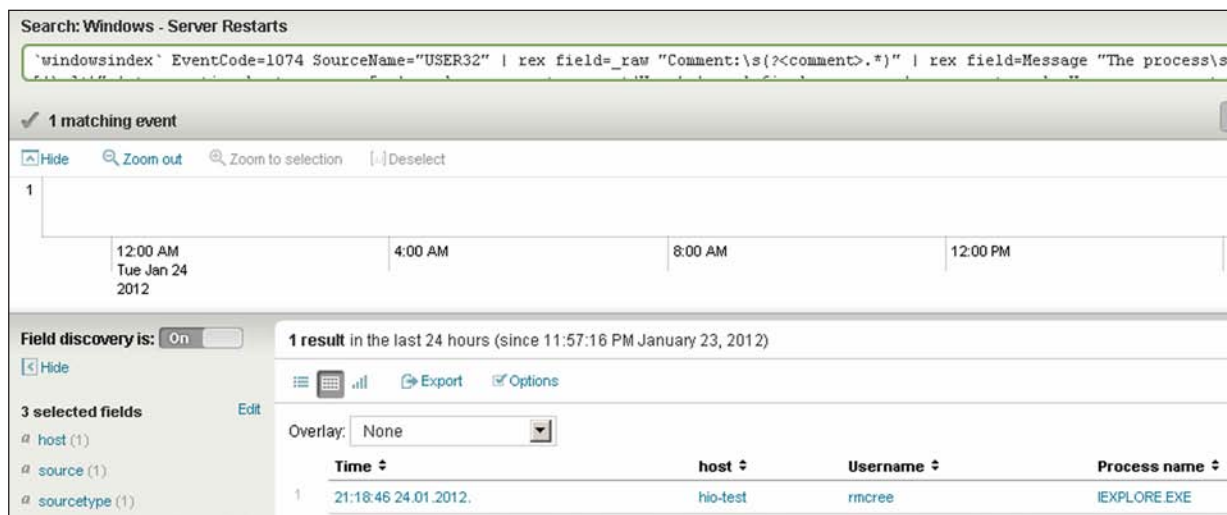 Search: Windows - Server Restarts
`windowsindex` EventCode=1074 SourceName="USER32" | rex field=_raw "Comment:\s(?<comment>.*)" | rex field=Message "The process\s
1 matching event
Hide Zoom out Zoom to selection Deselect
1
12:00 AM 4:00 AM 8:00 AM 12:00 PM
Tue Jan 24
2012
Field discovery is: On
1 result in the last 24 hours (since 11:57:16 PM January 23, 2012)
Hide
Export Options
3 selected fields Edit
Overlay: None
a host (1)
Time host Username Process name
a source (1)
1 21:18:46 24.01.2012. hio-test rmcree IEXPLORE.EXE
a sourcetype (1)